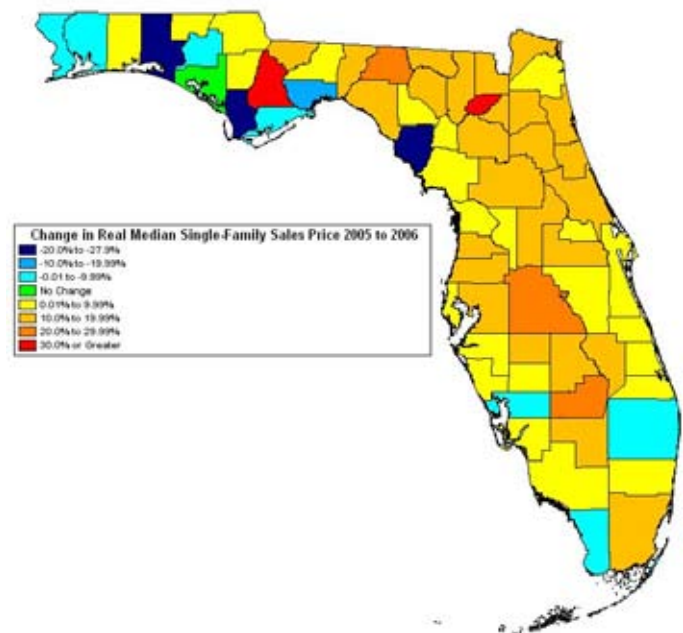 Change in Real Median Single-Family Sales Price 2005 to 2006
-20.0% to -27.9%
-10.0% to -19.99%
-0.01 to -9.99%
No Change
0.01% to 9.99%
10.0% to 19.99%
20.0% to 29.99%
30.0% or Greater